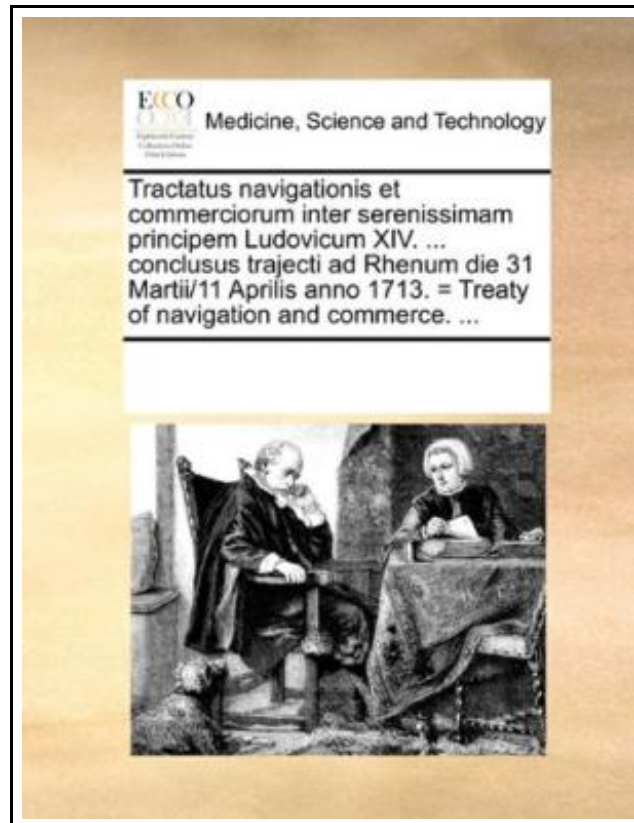 ECCO
Medicine, Science and Technology
Tractatus navigationis et
commerciorum inter serenissimam
principem Ludovicum XIV. ...
conclusus trajecti ad Rhenum die 31
Martii/11 Aprilis anno 1713. = Treaty
of navigation and commerce. ...